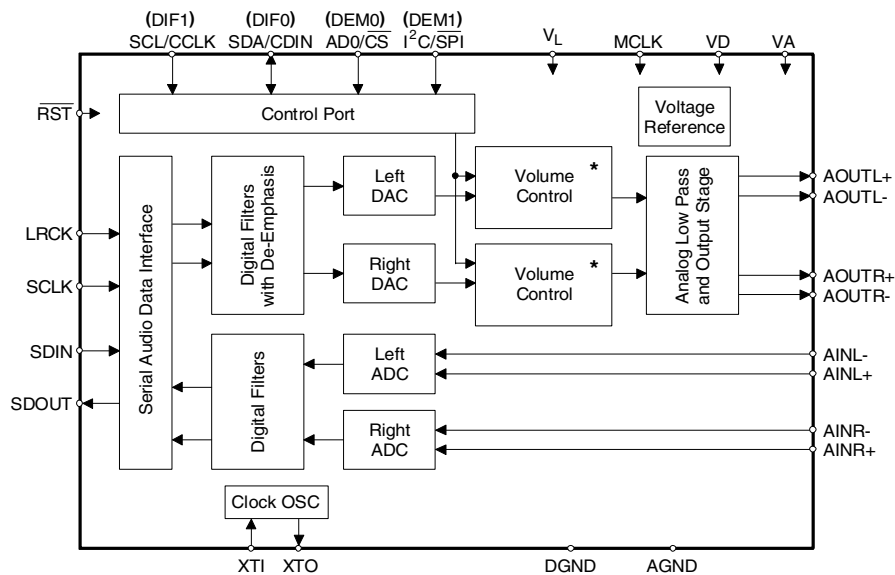 (DIF1) (DIF0) (DEM0) (DEM1)
SCL/CCLK SDA/CDIN AD0/CS I²C/SPI VL MCLK VD VA
RST
Control Port
Voltage
Reference
Serial Audio Data Interface
Digital Filters
with De-Emphasis
Left
DAC
Volume
Control
*
Analog Low Pass
and Output Stage
AOUTL+
AOUTL-
LRCK
Right
DAC
Volume
Control
*
AOUTR+
AOUTR-
SCLK
SDIN
SDOUT
Digital Filters
Left
ADC
AINL-
AINL+
Right
ADC
AINR-
AINR+
Clock OSC
XTI XTO DGND AGND